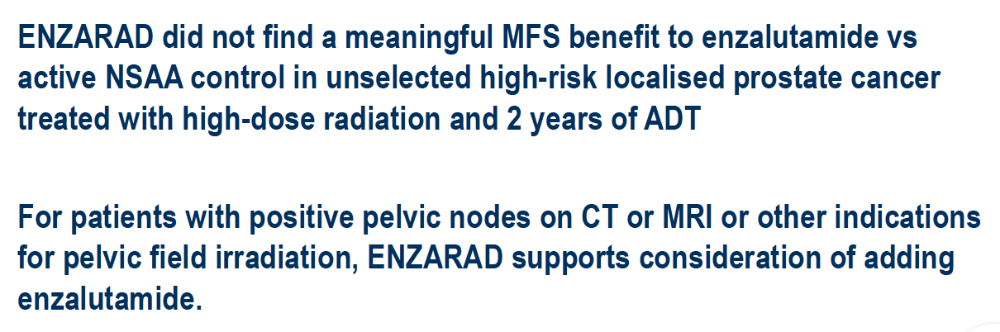 ENZARAD did not find a meaningful MFS benefit to enzalutamide vs
active NSAA control in unselected high-risk localised prostate cancer
treated with high-dose radiation and 2 years of ADT
For patients with positive pelvic nodes on CT or MRI or other indications
for pelvic field irradiation, ENZARAD supports consideration of adding
enzalutamide.